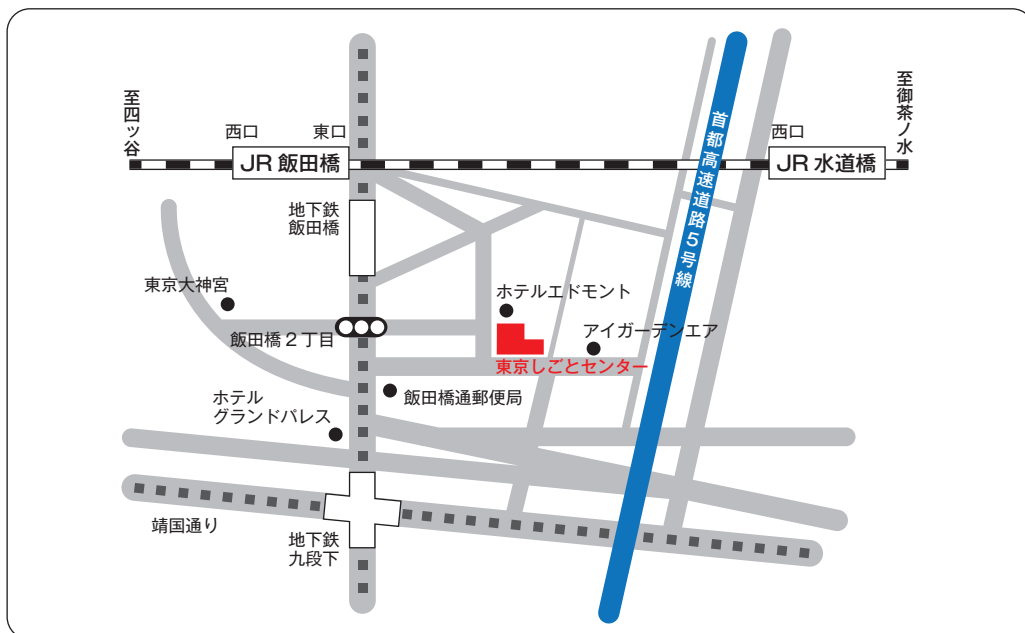 至四ッ谷
西口
東口
JR 飯田橋
首都高速道路5号線
西口
JR 水道橋
至御茶ノ水
地下鉄
飯田橋
東京大神宮
ホテルエドモント
飯田橋2丁目
アイガーデンエア
東京しごとセンター
飯田橋通郵便局
ホテル
グランドパレス
靖国通り
地下鉄
九段下